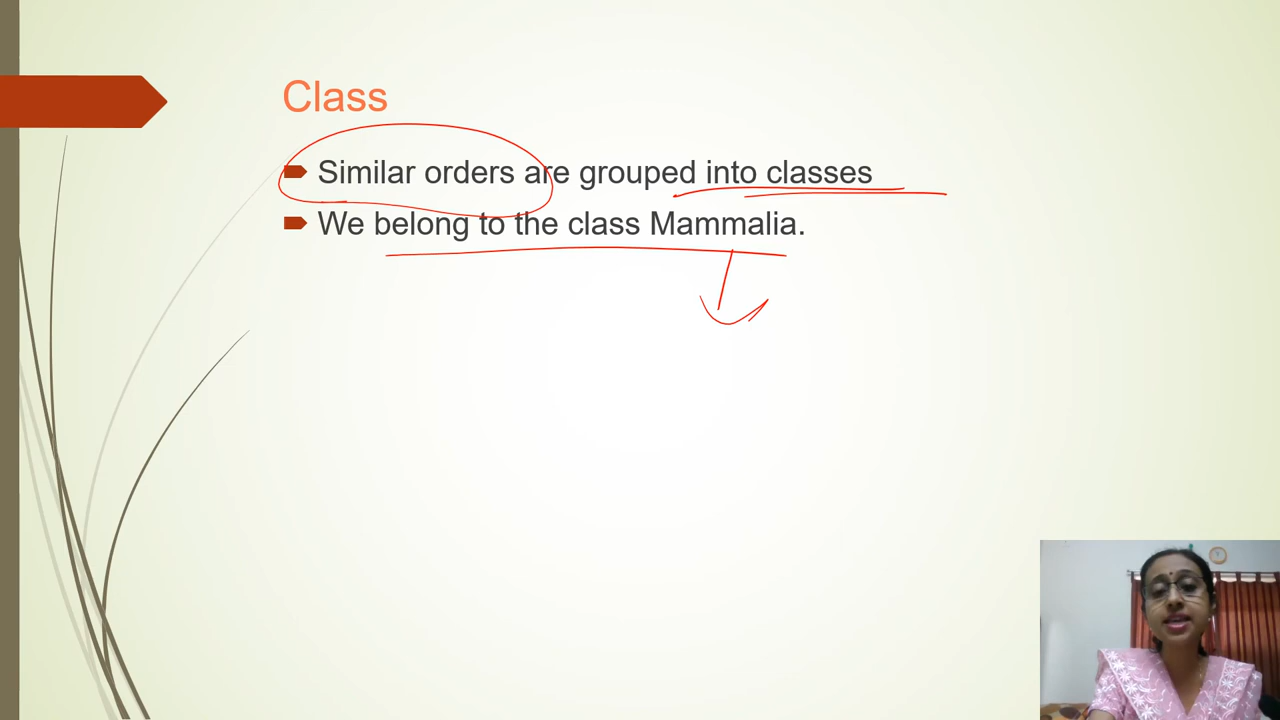 Class
Similar orders are grouped into classes
We belong to the class Mammalia.